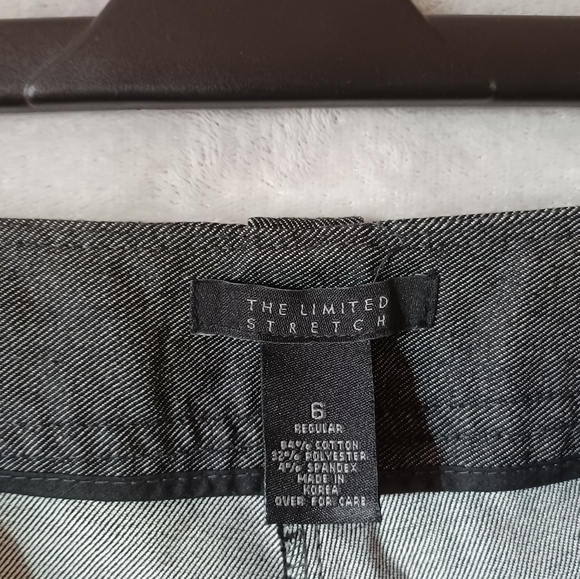 THE LIMITED
STRETCH
6
REGULAR
64% COTTON
32% POLYESTER
4% SPANDEX
MADE IN
KOREA
OVER FOR CARE